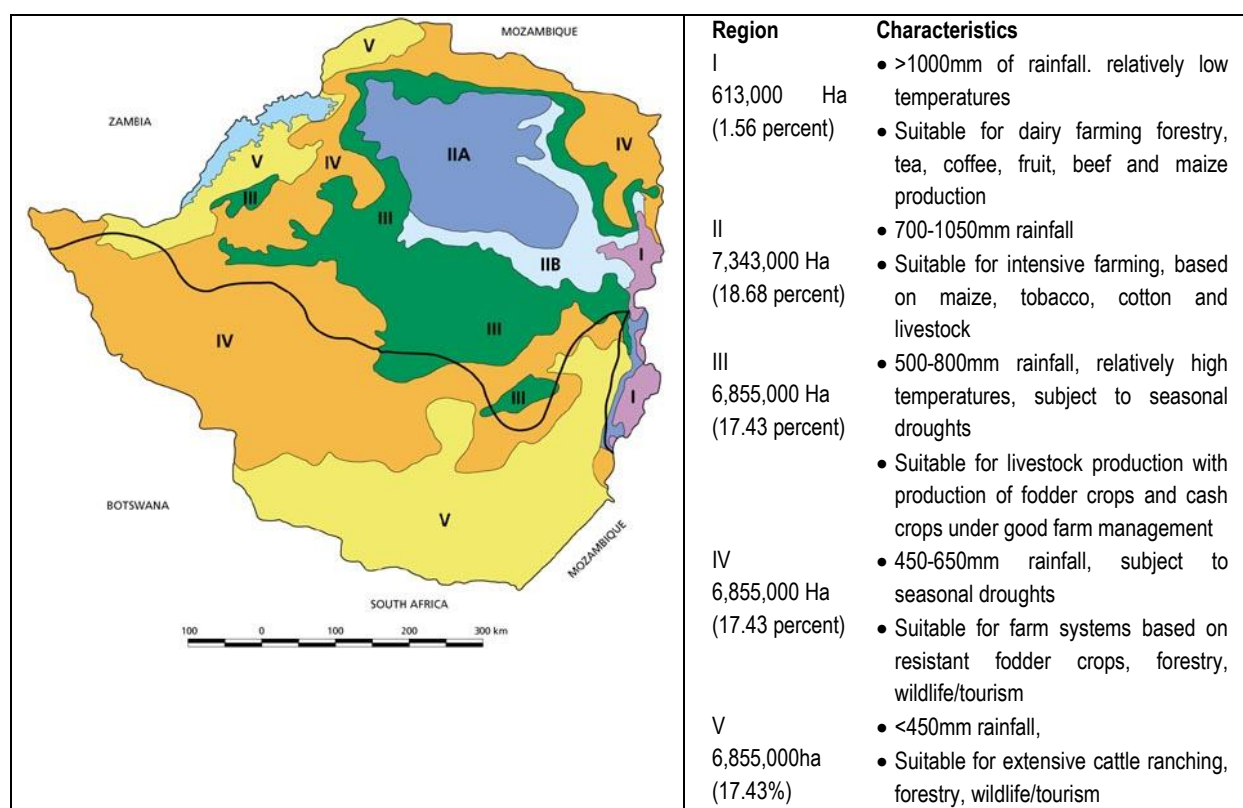 V
MOZAMBIQUE
ZAMBIA
IIA
V
IV
IV
III
III
I
IIB
III
IV
III
I
BOTSWANA
V
MOZAMBIQUE
SOUTH AFRICA
100 0 100 200 300 km
Region Characteristics
I
613,000 Ha
(1.56 percent)
• >1000mm of rainfall. relatively low
temperatures
• Suitable for dairy farming forestry,
tea, coffee, fruit, beef and maize
production
II
7,343,000 Ha
(18.68 percent)
• 700-1050mm rainfall
• Suitable for intensive farming, based
on maize, tobacco, cotton and
livestock
III
6,855,000 Ha
(17.43 percent)
• 500-800mm rainfall, relatively high
temperatures, subject to seasonal
droughts
• Suitable for livestock production with
production of fodder crops and cash
crops under good farm management
IV
6,855,000 Ha
(17.43 percent)
• 450-650mm rainfall, subject to
seasonal droughts
• Suitable for farm systems based on
resistant fodder crops, forestry,
wildlife/tourism
V
6,855,000ha
(17.43%)
• <450mm rainfall,
• Suitable for extensive cattle ranching,
forestry, wildlife/tourism